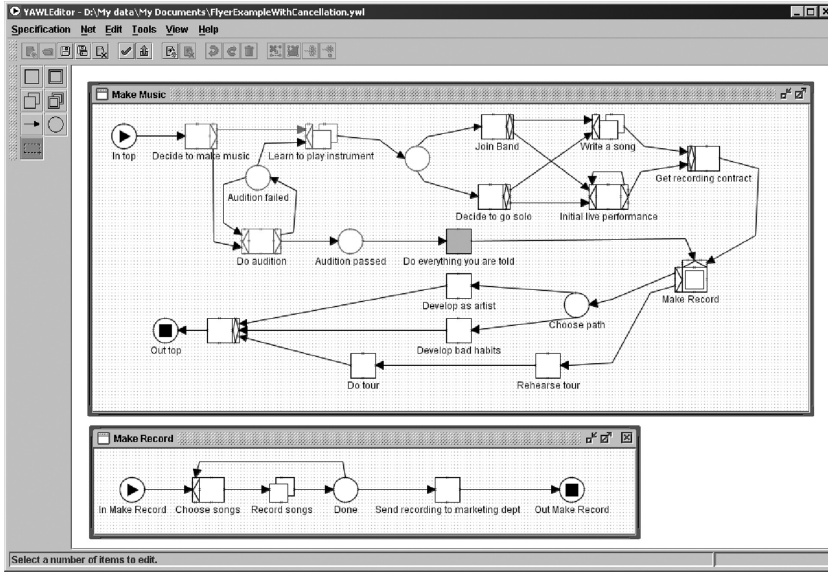 YAWLEditor - D:\My data\My Documents\FlyerExampleWithCancellation.ywl
Specification Net Edit Tools View Help
Make Music
In top
Decide to make music
Learn to play instrument
Join Band
Write a song
Get recording contract
Audition failed
Decide to go solo
Initial live performance
Do audition
Audition passed
Do everything you are told
Make Record
Develop as artist
Choose path
Out top
Develop bad habits
Do tour
Rehearse tour
Make Record
In Make Record
Choose songs
Record songs
Done
Send recording to marketing dept
Out Make Record
Select a number of items to edit.